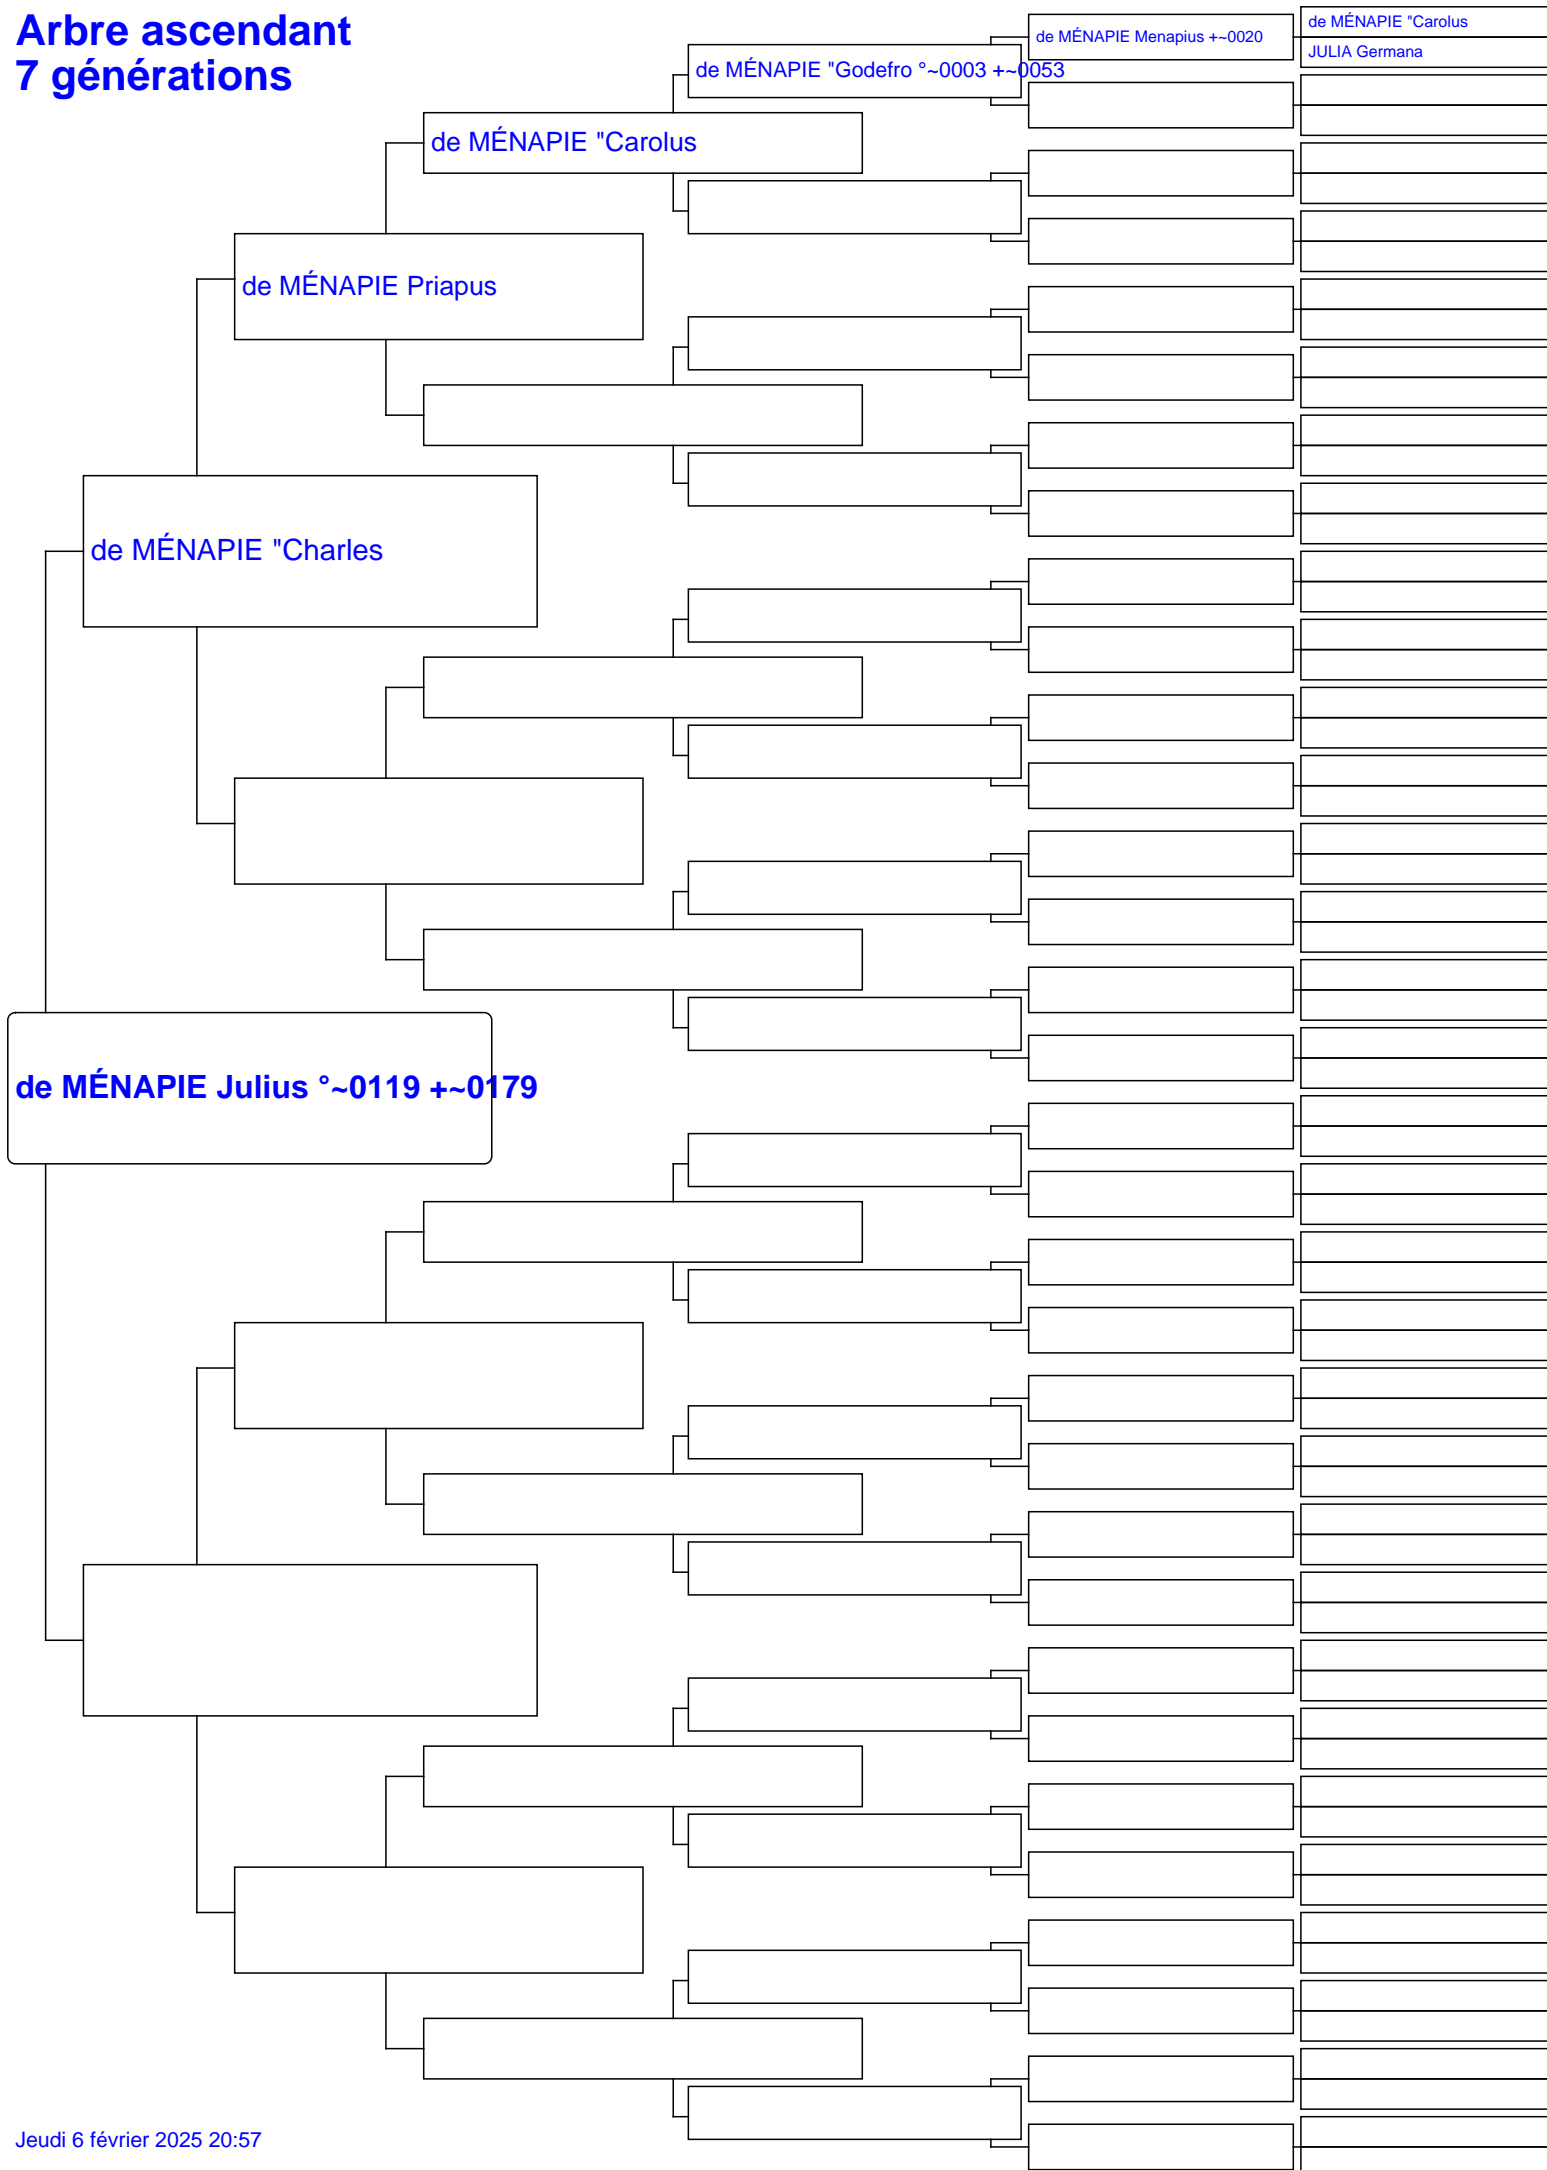 Arbre ascendant
7 générations
de MÉNAPIE "Carolus
JULIA Germana
de MÉNAPIE Menapius +~0020
de MÉNAPIE "Godefro °~0003 +~0053
de MÉNAPIE "Carolus
de MÉNAPIE Priapus
de MÉNAPIE "Charles
de MÉNAPIE Julius °~0119 +~0179
Jeudi 6 février 2025 20:57